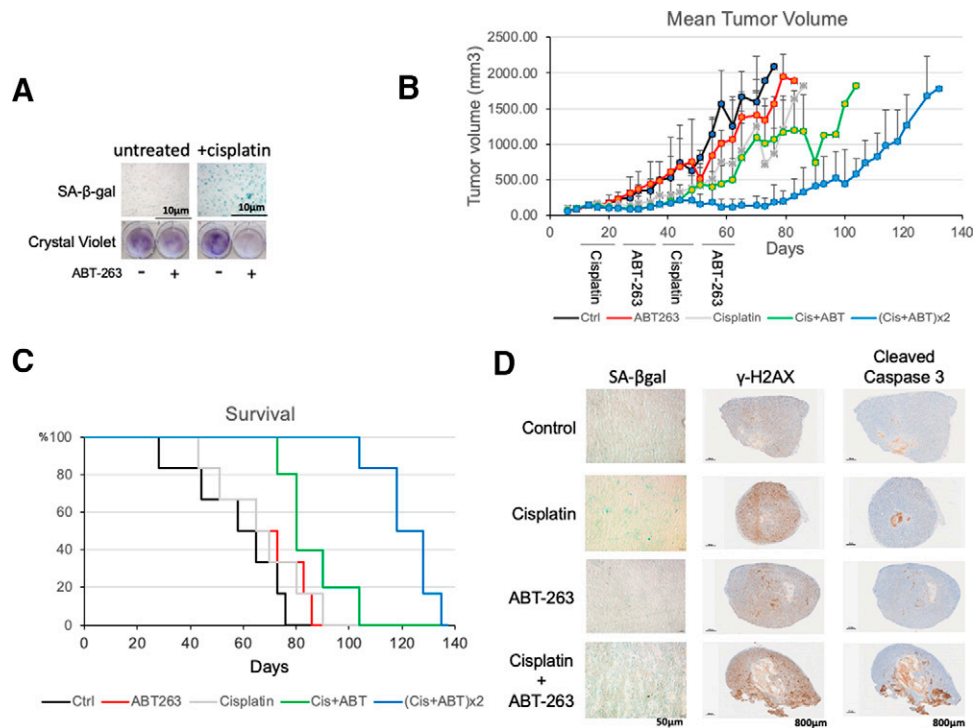 A
untreated +cisplatin
SA-β-gal
10μm 10μm
Crystal Violet
ABT-263 - + - +
B
Mean Tumor Volume
Tumor volume (mm3)
2500.00
2000.00
1500.00
1000.00
500.00
0.00
0 20 40 60 80 100 120 140
Days
Cisplatin
ABT-263
Cisplatin
ABT-263
Ctrl ABT263 Cisplatin Cis+ABT (Cis+ABT)x2
C
Survival
%100
80
60
40
20
0
0 20 40 60 80 100 120 140
Days
Ctrl ABT263 Cisplatin Cis+ABT (Cis+ABT)x2
D
SA-βgal γ-H2AX Cleaved
Caspase 3
Control
Cisplatin
ABT-263
Cisplatin
+
ABT-263
50μm 800μm 800μm